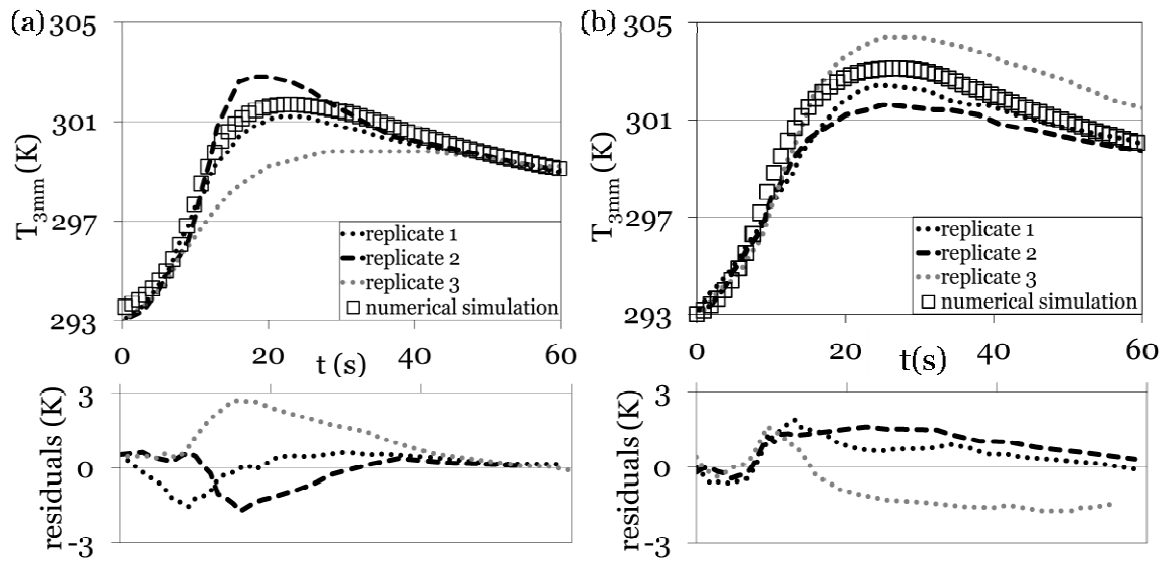 (a)
305
301
297
293
T3mm (K)
replicate 1
replicate 2
replicate 3
numerical simulation
0 20 40 60
t (s)
3
0
-3
residuals (K)
(b)
305
301
297
293
T3mm (K)
replicate 1
replicate 2
replicate 3
numerical simulation
0 20 40 60
t(s)
3
0
-3
residuals (K)